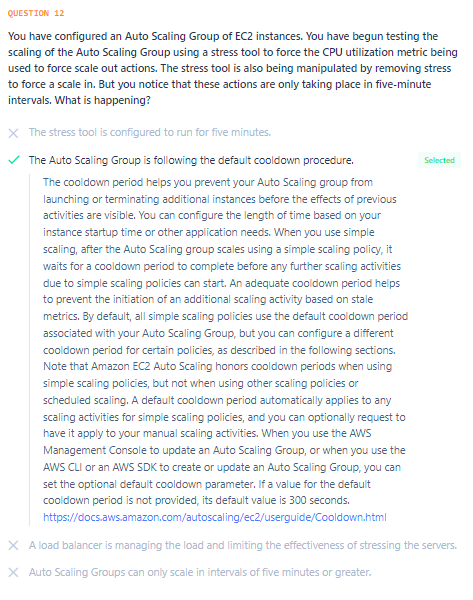 QUESTION 12
You have configured an Auto Scaling Group of EC2 instances. You have begun testing the
scaling of the Auto Scaling Group using a stress tool to force the CPU utilization metric being
used to force scale out actions. The stress tool is also being manipulated by removing stress
to force a scale in. But you notice that these actions are only taking place in five-minute
intervals. What is happening?
The stress tool is configured to run for five minutes.
The Auto Scaling Group is following the default cooldown procedure.
Selected
The cooldown period helps you prevent your Auto Scaling group from
launching or terminating additional instances before the effects of previous
activities are visible. You can configure the length of time based on your
instance startup time or other application needs. When you use simple
scaling, after the Auto Scaling group scales using a simple scaling policy, it
waits for a cooldown period to complete before any further scaling activities
due to simple scaling policies can start. An adequate cooldown period helps
to prevent the initiation of an additional scaling activity based on stale
metrics. By default, all simple scaling policies use the default cooldown period
associated with your Auto Scaling Group, but you can configure a different
cooldown period for certain policies, as described in the following sections.
Note that Amazon EC2 Auto Scaling honors cooldown periods when using
simple scaling policies, but not when using other scaling policies or
scheduled scaling. A default cooldown period automatically applies to any
scaling activities for simple scaling policies, and you can optionally request to
have it apply to your manual scaling activities. When you use the AWS
Management Console to update an Auto Scaling Group, or when you use the
AWS CLI or an AWS SDK to create or update an Auto Scaling Group, you can
set the optional default cooldown parameter. If a value for the default
cooldown period is not provided, its default value is 300 seconds.
https://docs.aws.amazon.com/autoscaling/ec2/userguide/Cooldown.html
A load balancer is managing the load and limiting the effectiveness of stressing the servers.
Auto Scaling Groups can only scale in intervals of five minutes or greater.